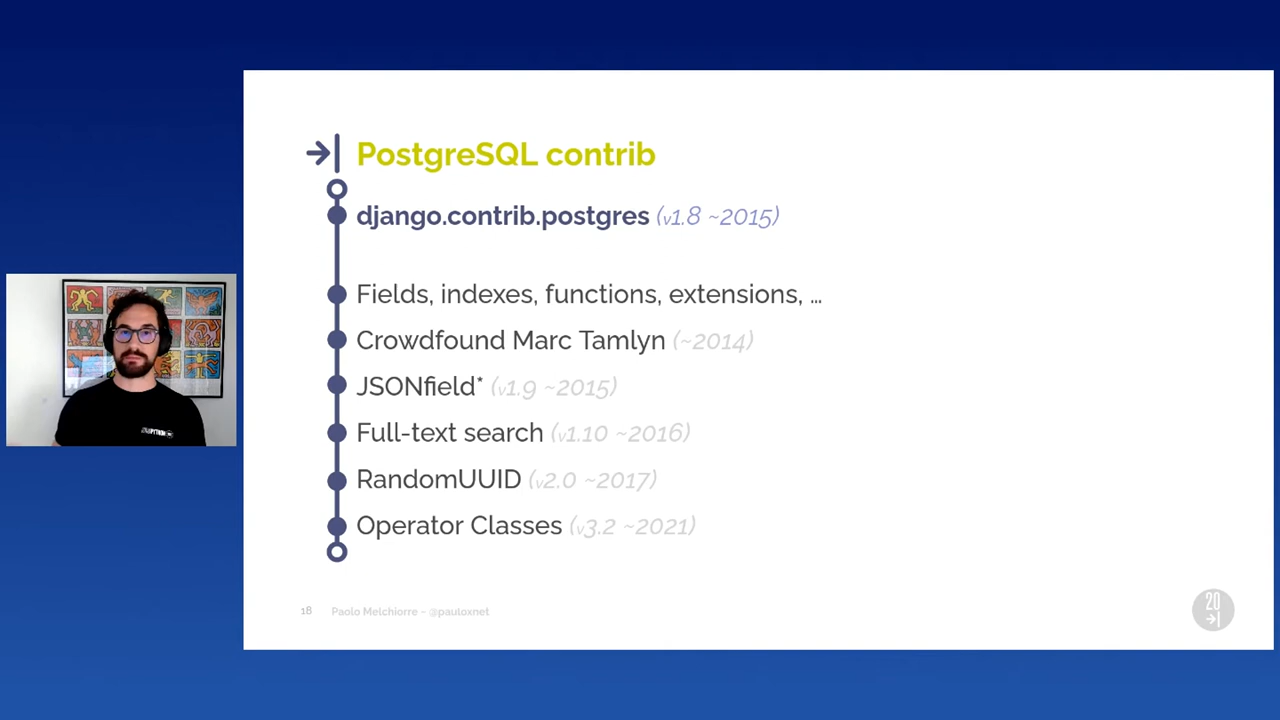 PostgreSQL contrib
django.contrib.postgres (v1.8 ~2015)
Fields, indexes, functions, extensions, ...
Crowdfound Marc Tamlyn (~2014)
JSONfield* (v1.9 ~2015)
Full-text search (v1.10 ~2016)
RandomUUID (v2.0 ~2017)
Operator Classes (v3.2 ~2021)
18 Paolo Melchiorre – @pauloxnet
20